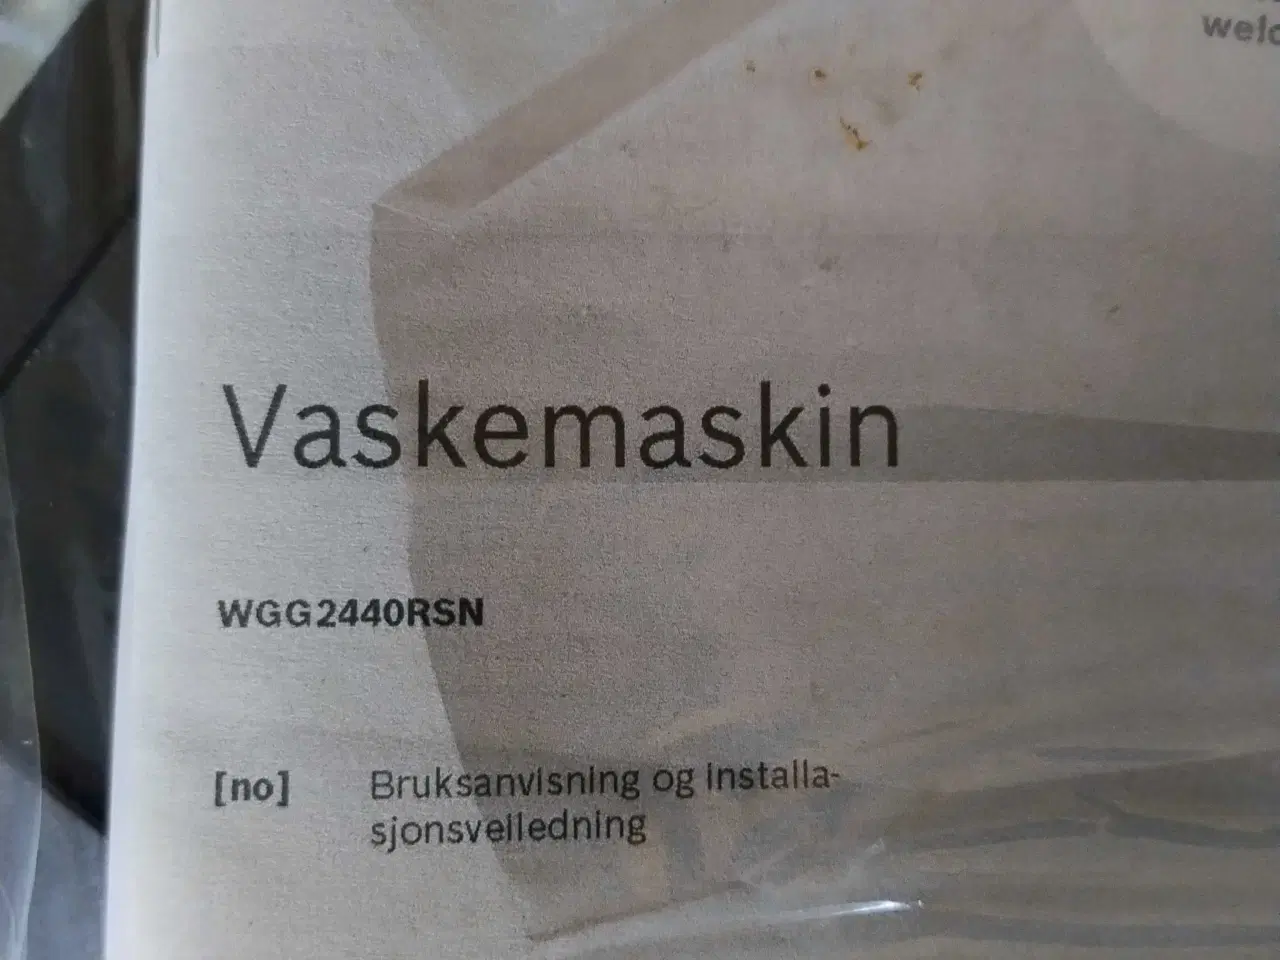 Vaskemaskin
WGG2440RSN
[no] Bruksanvisning og installa-
sjonsveiledning